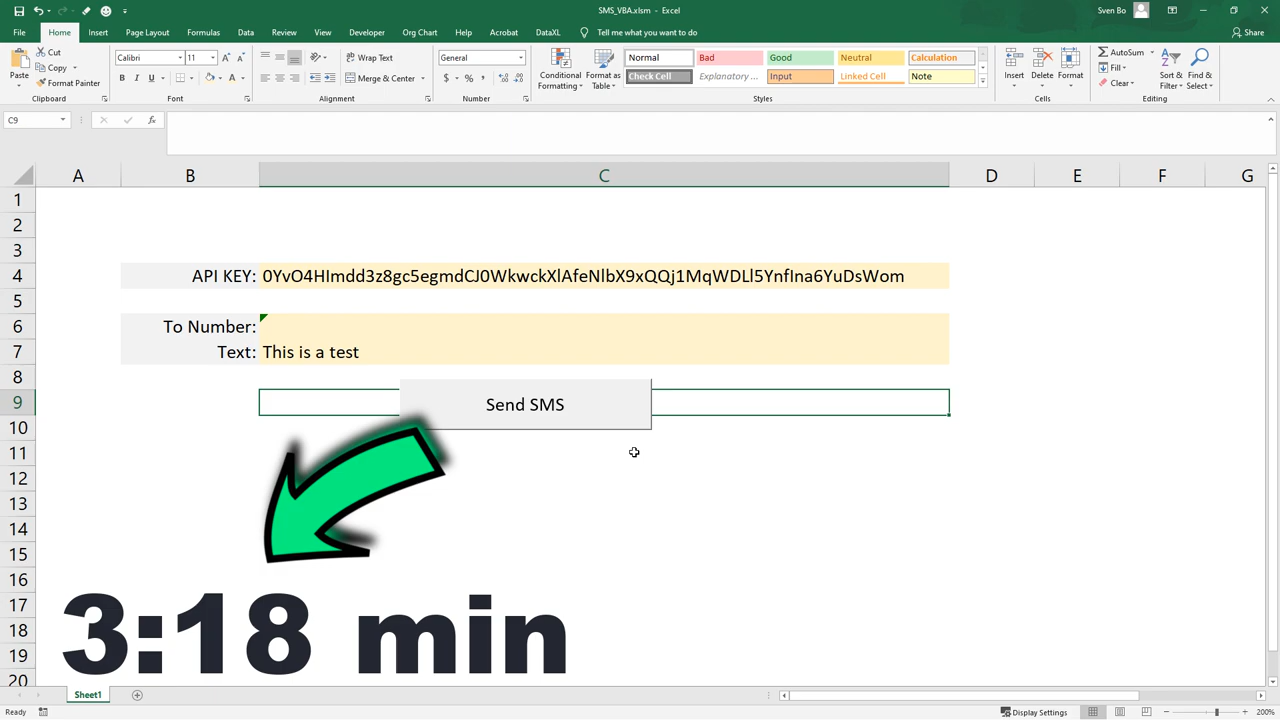 SMS_VBA.xlsm - Excel
Sven Bo
File Home Insert Page Layout Formulas Data Review View Developer Org Chart Help Acrobat DataXL Tell me what you want to do Share
Paste Cut Copy Format Painter
Calibri 11
B I U
Wrap Text
Merge & Center
General
$ % ,
Conditional Formatting
Format as Table
Normal Bad Good Neutral Calculation
Check Cell Explanatory ... Input Linked Cell Note
Insert Delete Format
AutoSum Fill Clear
Sort & Filter
Find & Select
Clipboard Font Alignment Number Styles Cells Editing
C9 fx
A B C D E F G
1
2
3
4 API KEY: 0YvO4HImdd3z8gc5egmdCJ0WkwckXlAfeNlbX9xQQj1MqWDLl5YnfIna6YuDsWom
5
6 To Number:
7 Text: This is a test
8
9 Send SMS
10
11
12
13
14
15
16
17
18
19
20
3:18 min
Sheet1
Ready Display Settings 200%